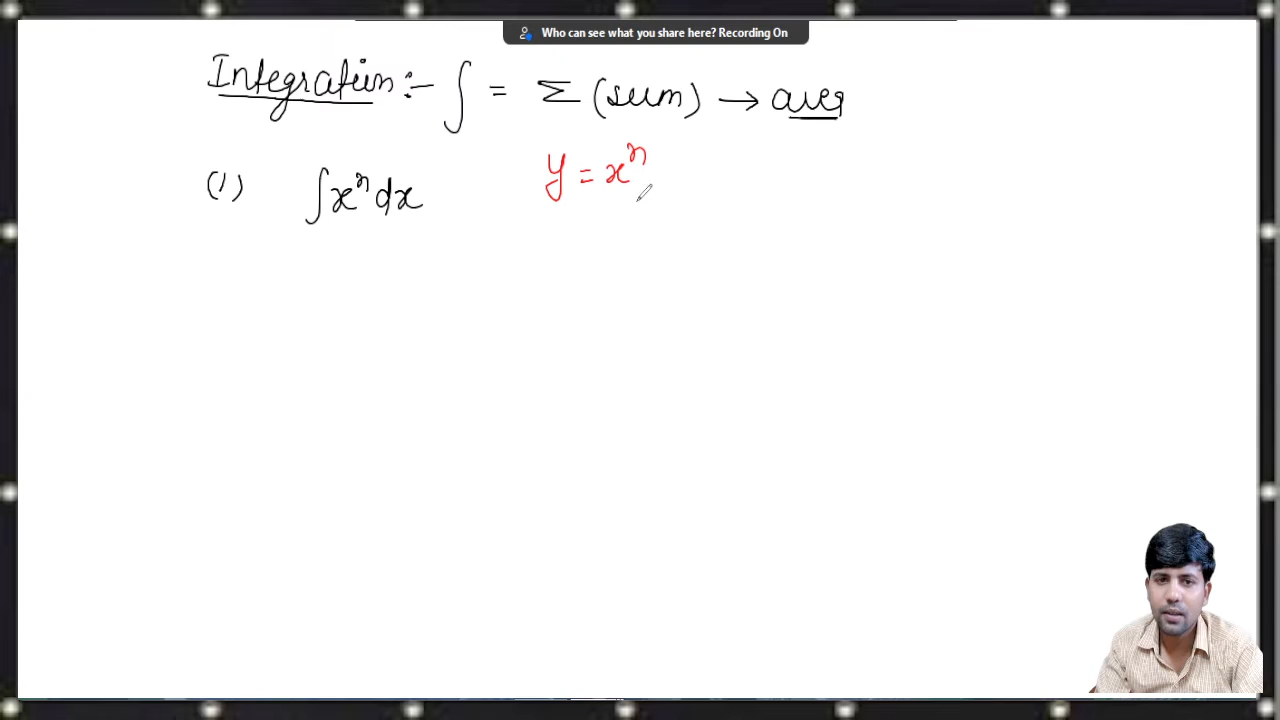 Who can see what you share here? Recording On
Integration :- ∫ = Σ (sum) → area
(1) ∫xⁿ dx y = xⁿ